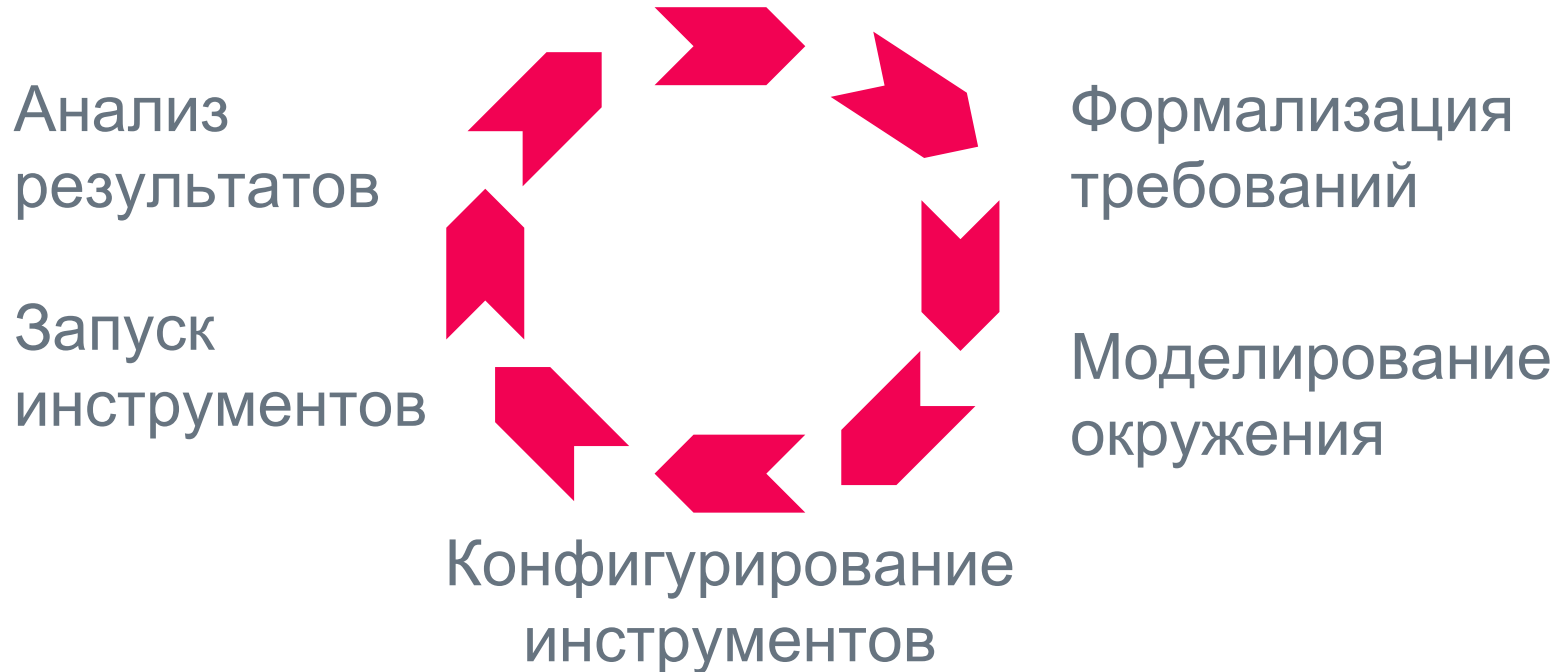 Анализ
результатов
Формализация
требований
Запуск
инструментов
Моделирование
окружения
Конфигурирование
инструментов